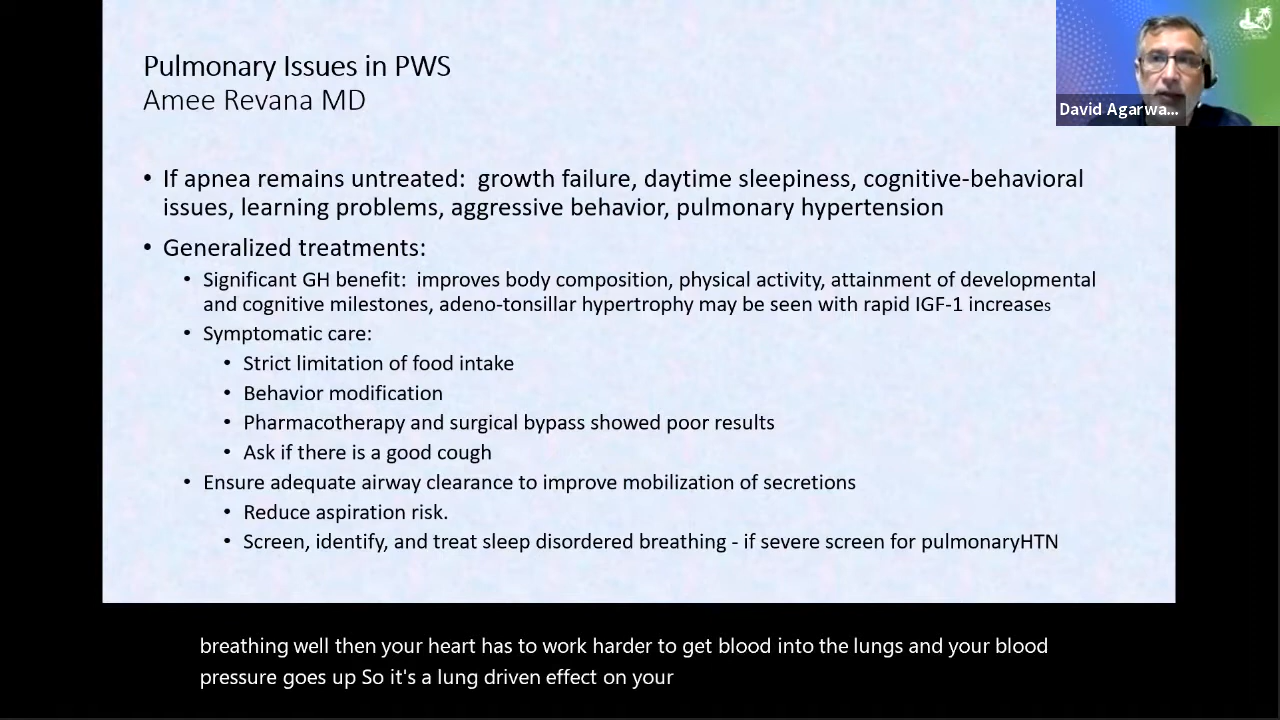 Pulmonary Issues in PWS
Amee Revana MD
David Agarwa...
• If apnea remains untreated: growth failure, daytime sleepiness, cognitive-behavioral
issues, learning problems, aggressive behavior, pulmonary hypertension
• Generalized treatments:
• Significant GH benefit: improves body composition, physical activity, attainment of developmental
and cognitive milestones, adeno-tonsillar hypertrophy may be seen with rapid IGF-1 increases
• Symptomatic care:
• Strict limitation of food intake
• Behavior modification
• Pharmacotherapy and surgical bypass showed poor results
• Ask if there is a good cough
• Ensure adequate airway clearance to improve mobilization of secretions
• Reduce aspiration risk.
• Screen, identify, and treat sleep disordered breathing - if severe screen for pulmonaryHTN
breathing well then your heart has to work harder to get blood into the lungs and your blood
pressure goes up So it's a lung driven effect on your